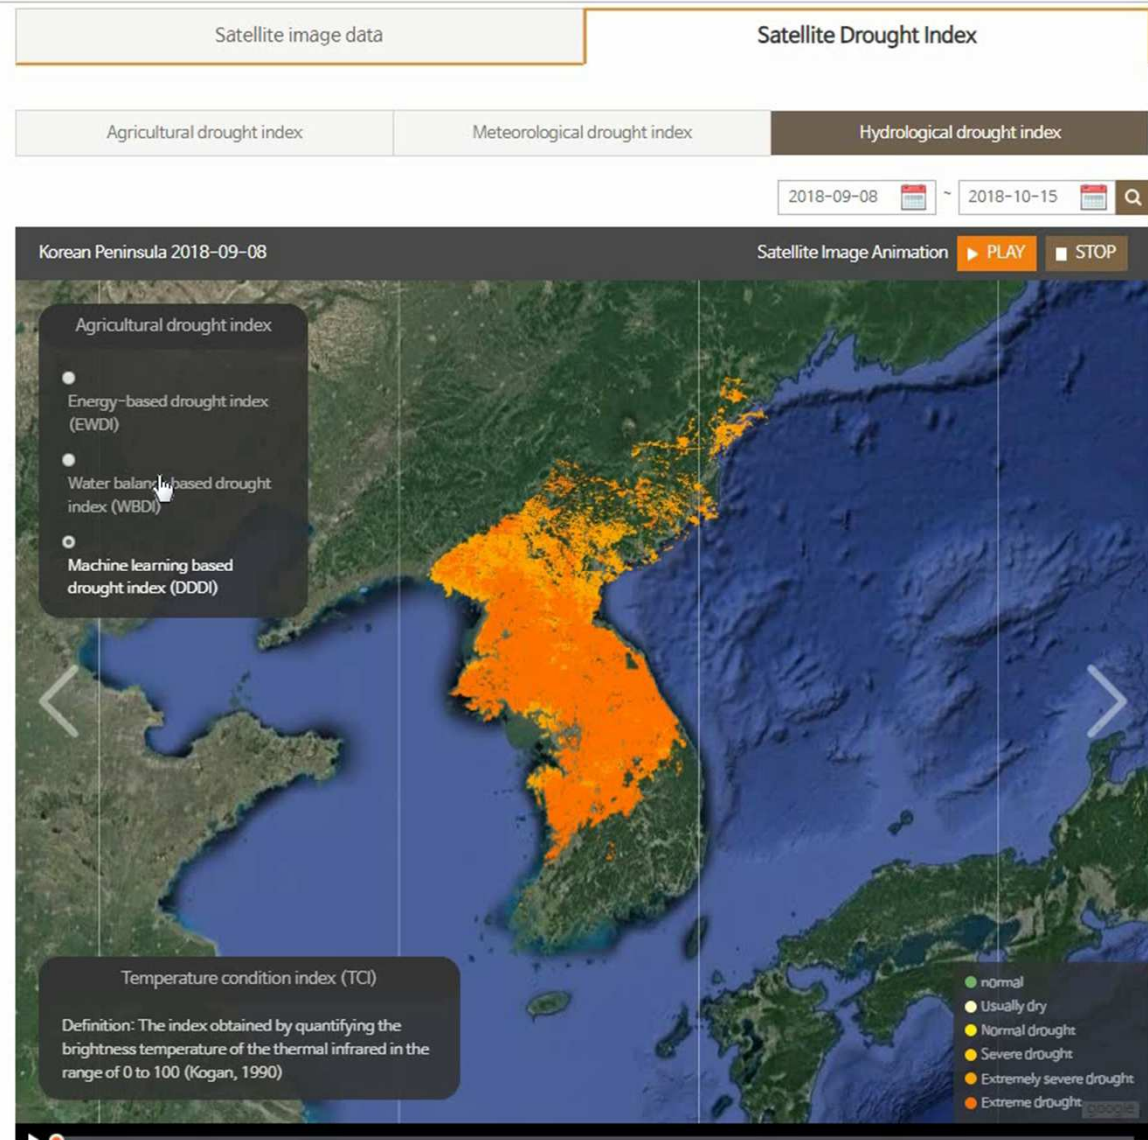 Satellite image data
Satellite Drought Index
Agricultural drought index
Meteorological drought index
Hydrological drought index
2018-09-08
~
2018-10-15
Korean Peninsula 2018-09-08
Satellite Image Animation
PLAY
STOP
Agricultural drought index
Energy-based drought index
(EWDI)
Water balance-based drought
index (WBDI)
Machine learning based
drought index (DDDI)
Temperature condition index (TCI)
Definition: The index obtained by quantifying the
brightness temperature of the thermal infrared in the
range of 0 to 100 (Kogan, 1990)
normal
Usually dry
Normal drought
Severe drought
Extremely severe drought
Extreme drought
google